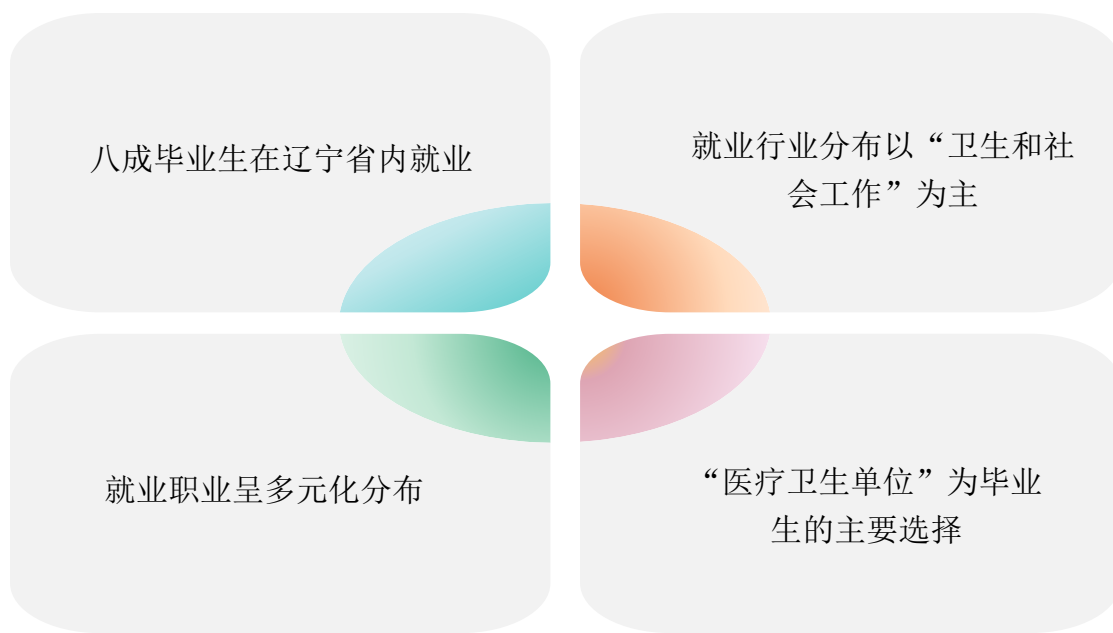 八成毕业生在辽宁省内就业
就业行业分布以“卫生和社
会工作”为主
就业职业呈多元化分布
“医疗卫生单位”为毕业
生的主要选择